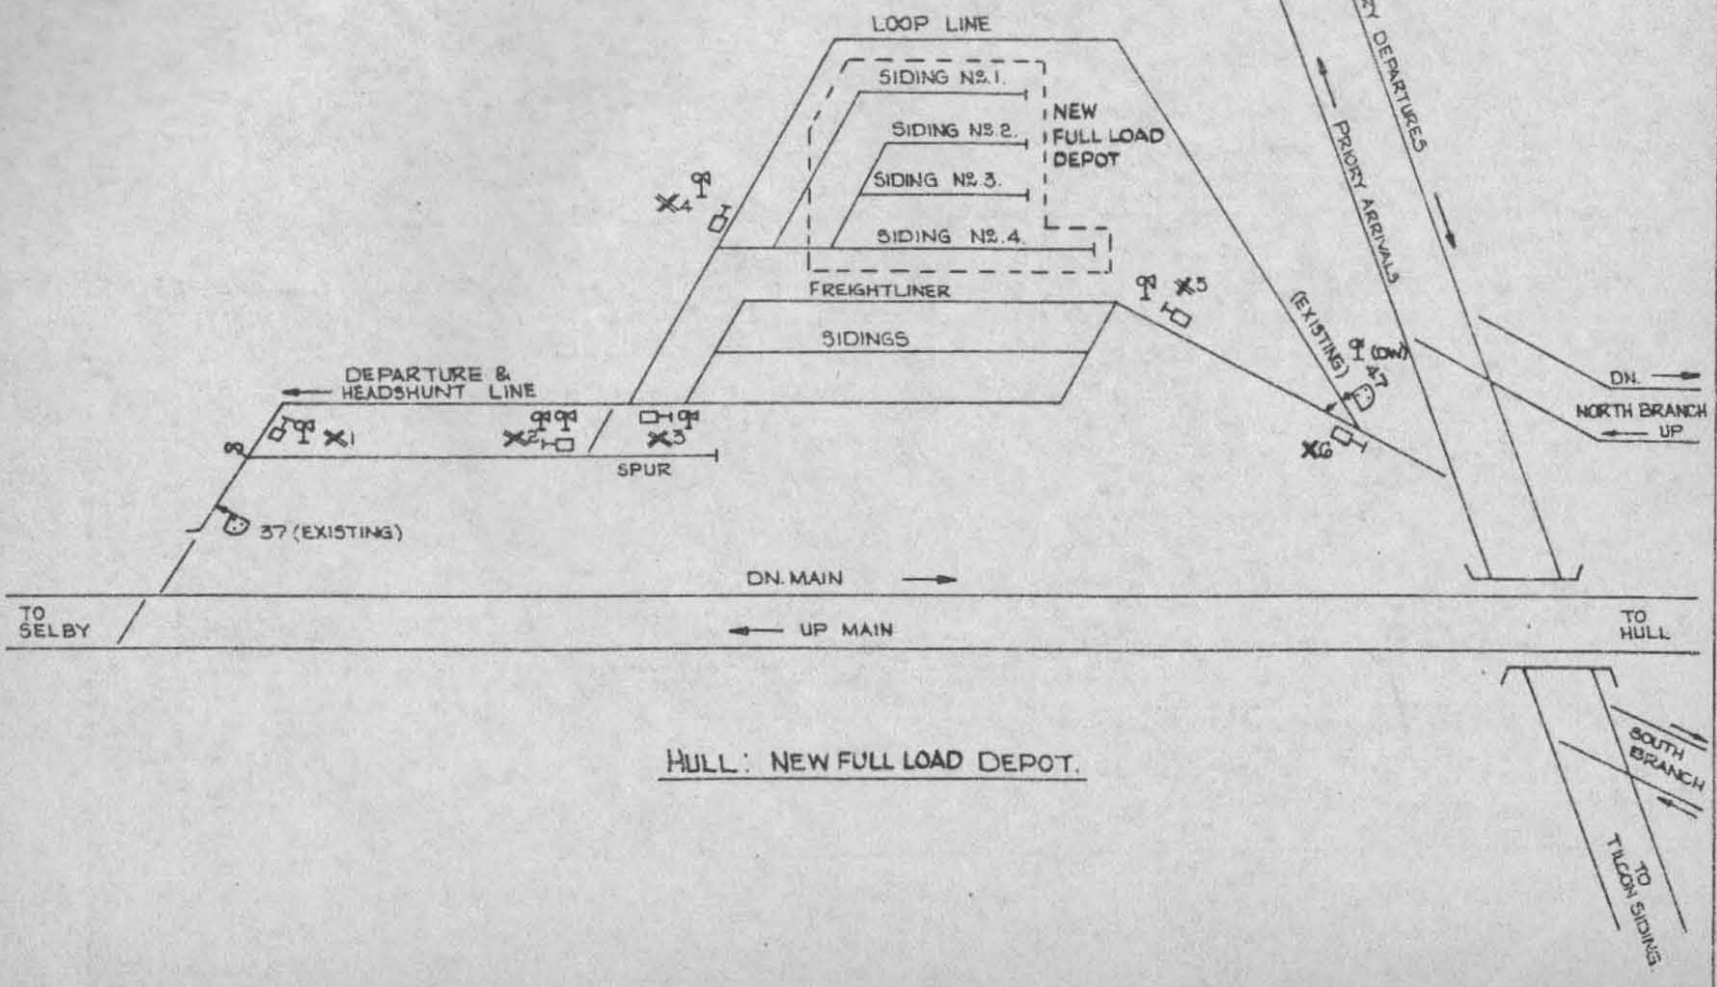 LOOP LINE
SIDING Nº.1.
SIDING Nº.2.
SIDING Nº.3.
SIDING Nº.4.
NEW
FULL LOAD
DEPOT
FREIGHTLINER
SIDINGS
X4
X5
(EXISTING)
(DW)
47
X6
PRIORY ARRIVALS
RY DEPARTURES
DN.
NORTH BRANCH
UP
DEPARTURE &
HEADSHUNT LINE
X1
X2
X3
SPUR
37 (EXISTING)
DN. MAIN
UP MAIN
TO
SELBY
TO
HULL
HULL: NEW FULL LOAD DEPOT.
SOUTH
BRANCH
TO
TILCON SIDING.